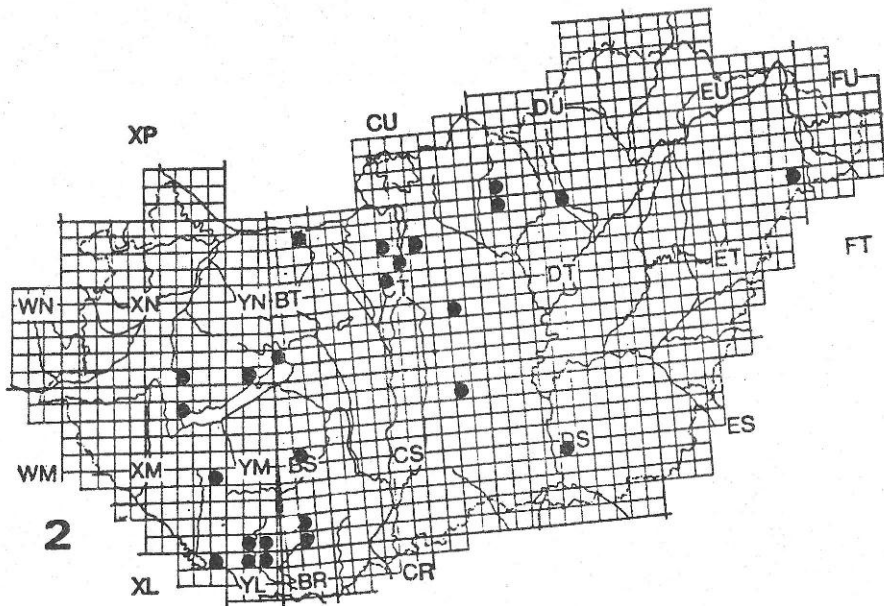 EU
FU
DU
CU
XP
FT
ET
DT
CT
WN
XN
YN
BT
ES
DS
CS
WM
XM
YM
BS
2
XL
YL
BR
CR